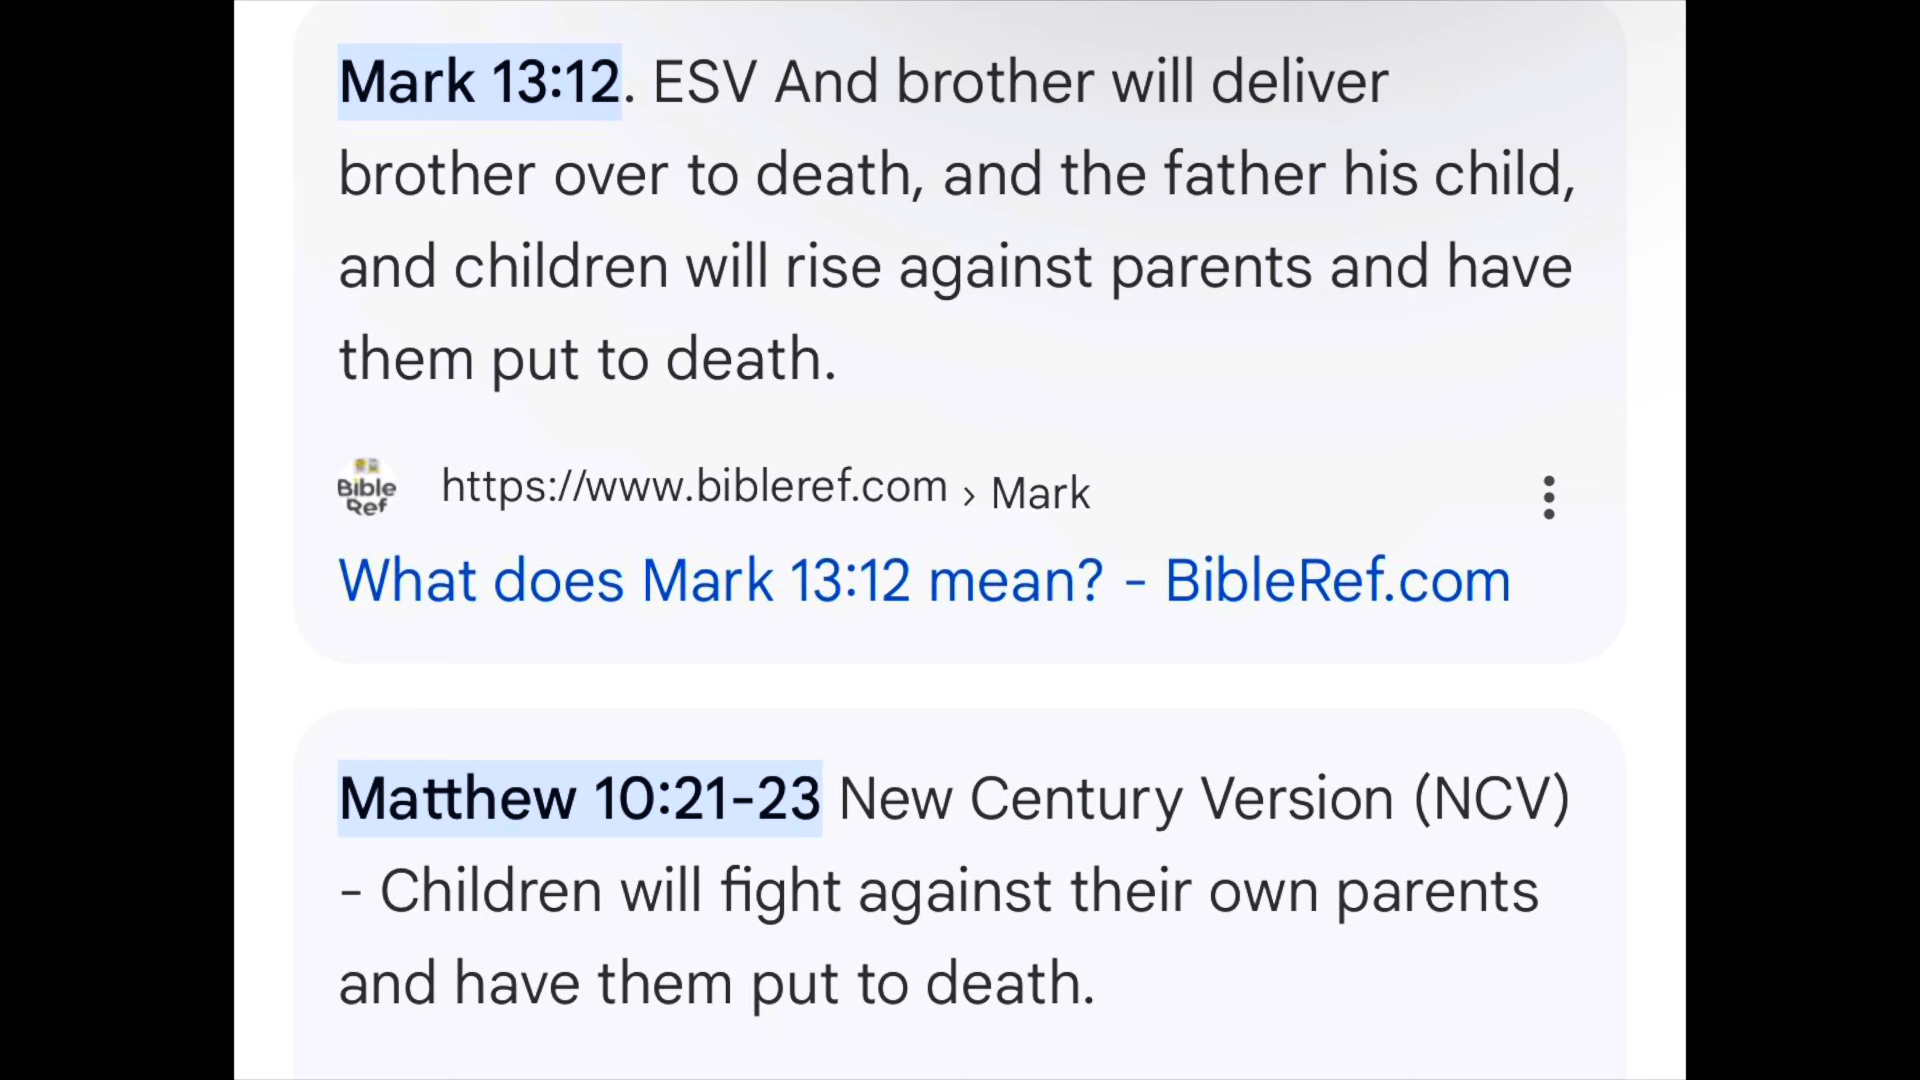 Mark 13:12. ESV And brother will deliver
brother over to death, and the father his child,
and children will rise against parents and have
them put to death.
Bible
Ref
https://www.bibleref.com › Mark
What does Mark 13:12 mean? - BibleRef.com
Matthew 10:21-23 New Century Version (NCV)
- Children will fight against their own parents
and have them put to death.